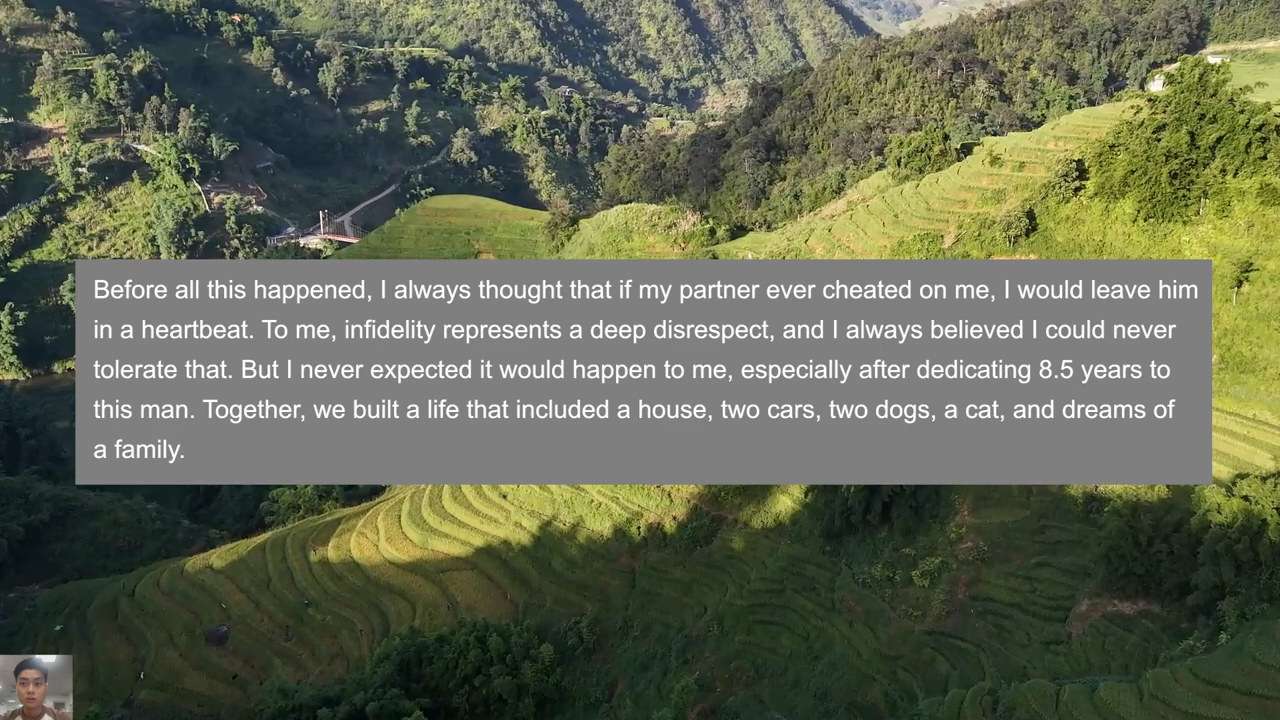 Before all this happened, I always thought that if my partner ever cheated on me, I would leave him
in a heartbeat. To me, infidelity represents a deep disrespect, and I always believed I could never
tolerate that. But I never expected it would happen to me, especially after dedicating 8.5 years to
this man. Together, we built a life that included a house, two cars, two dogs, a cat, and dreams of
a family.